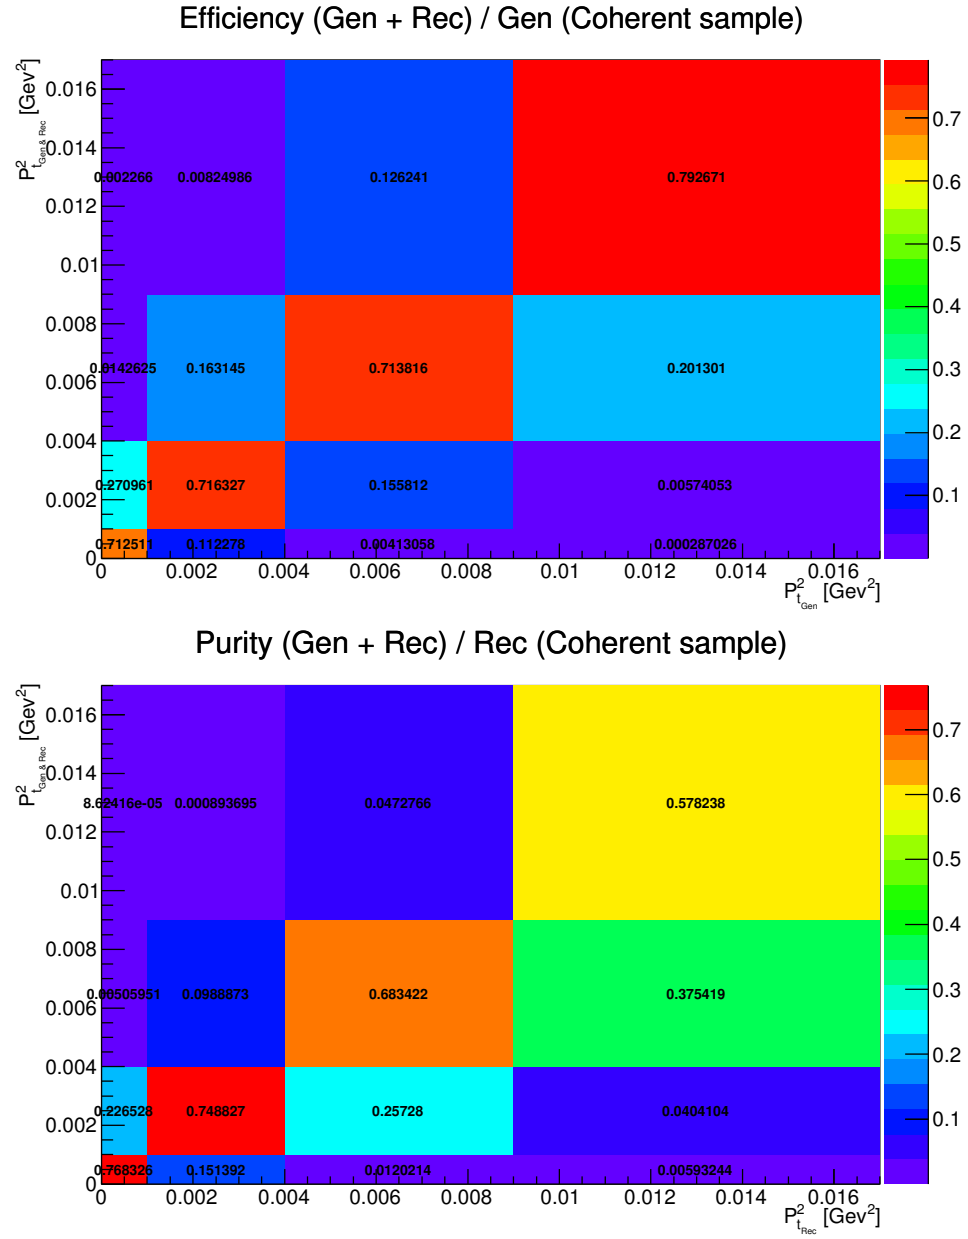 Efficiency (Gen + Rec) / Gen (Coherent sample)
P²t Gen & Rec [Gev²]
0.016
0.014
0.012
0.01
0.008
0.006
0.004
0.002
0
0.002266 0.00824986 0.126241 0.792671
0.0142625 0.163145 0.713816 0.201301
0.270961 0.716327 0.155812 0.00574053
0.712511 0.112278 0.00413058 0.000287026
0 0.002 0.004 0.006 0.008 0.01 0.012 0.014 0.016
P²t Gen [Gev²]
0.7
0.6
0.5
0.4
0.3
0.2
0.1
Purity (Gen + Rec) / Rec (Coherent sample)
P²t Gen & Rec [Gev²]
0.016
0.014
0.012
0.01
0.008
0.006
0.004
0.002
0
0.000893695 0.0472766 0.578238
0.00505951 0.0988873 0.683422 0.375419
0.226528 0.748827 0.25728 0.0404104
0.768326 0.151392 0.0120214 0.00593244
0 0.002 0.004 0.006 0.008 0.01 0.012 0.014 0.016
P²t Rec [Gev²]
0.7
0.6
0.5
0.4
0.3
0.2
0.1